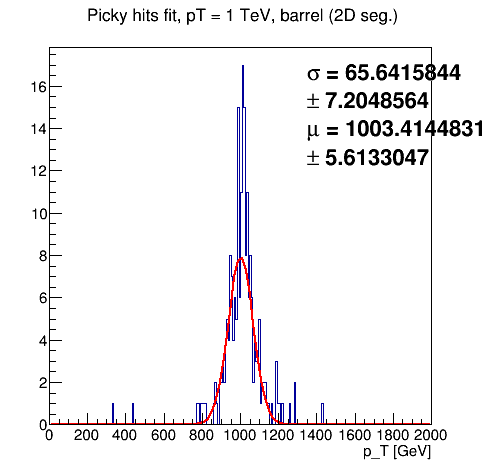 Picky hits fit, pT = 1 TeV, barrel (2D seg.)
σ = 65.6415844
± 7.2048564
μ = 1003.4144831
± 5.6133047
16
14
12
10
8
6
4
2
0
0 200 400 600 800 1000 1200 1400 1600 1800 2000
p_T [GeV]